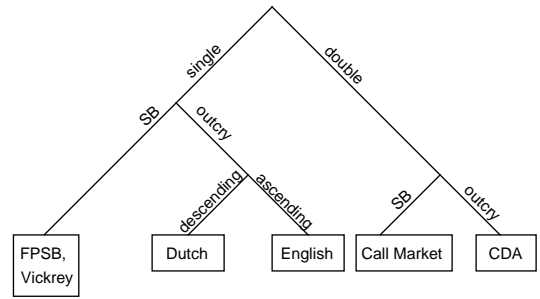 single
double
SB
outcry
descending
ascending
SB
outcry
FPSB,
Vickrey
Dutch
English
Call Market
CDA